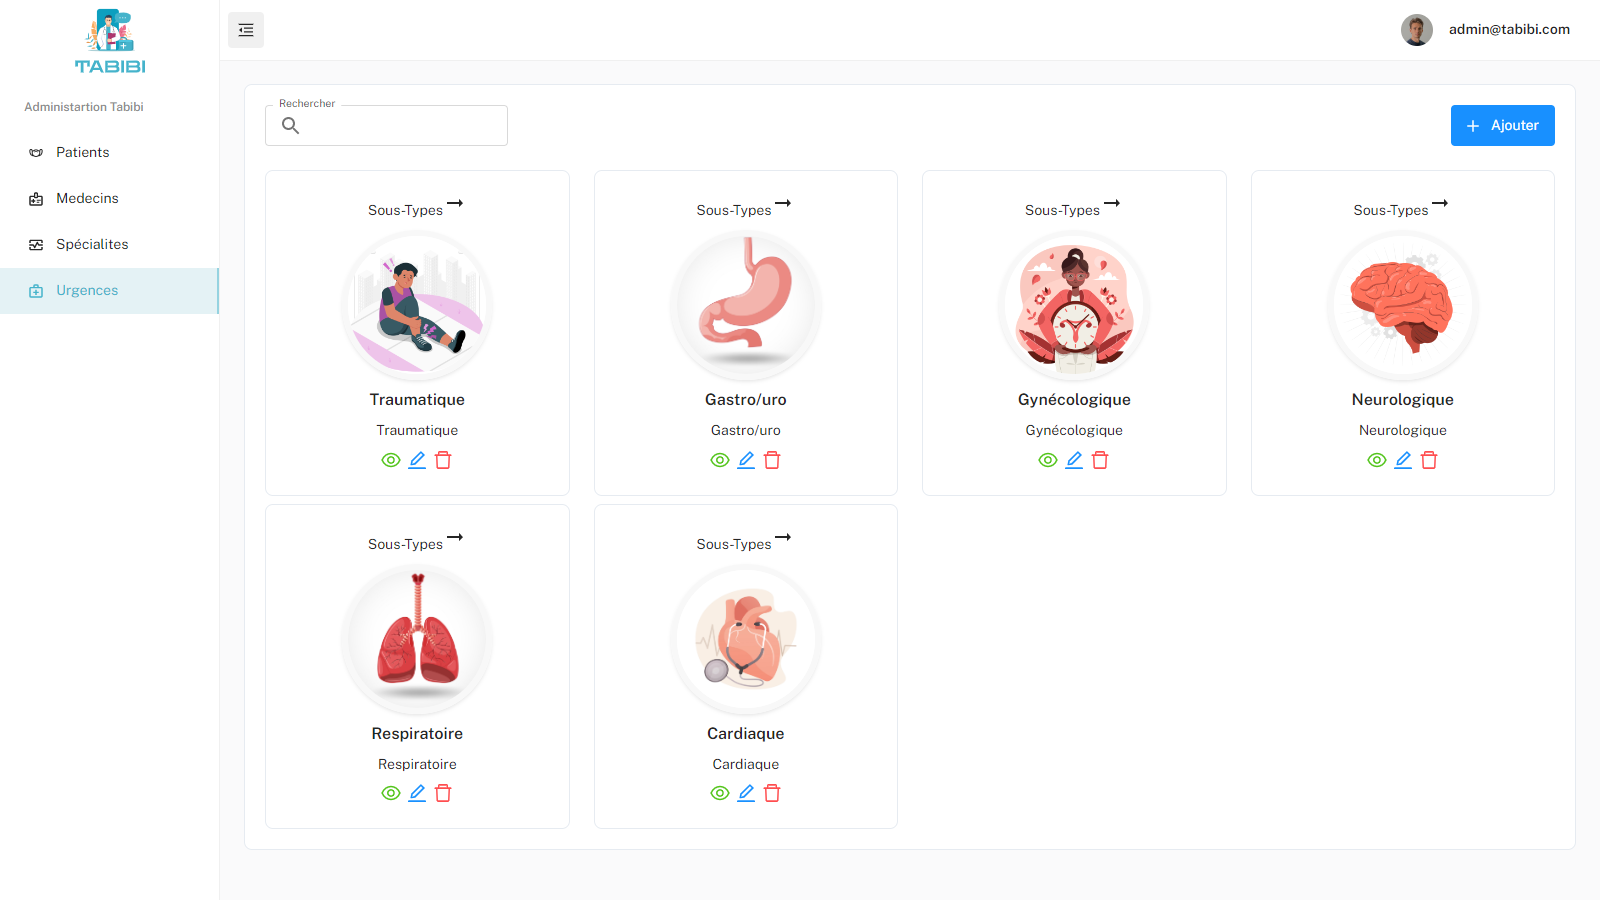 TABIBI
admin@tabibi.com
Administartion Tabibi
Patients
Medecins
Spécialites
Urgences
Rechercher
Ajouter
Sous-Types
Traumatique
Traumatique
Sous-Types
Gastro/uro
Gastro/uro
Sous-Types
Gynécologique
Gynécologique
Sous-Types
Neurologique
Neurologique
Sous-Types
Respiratoire
Respiratoire
Sous-Types
Cardiaque
Cardiaque